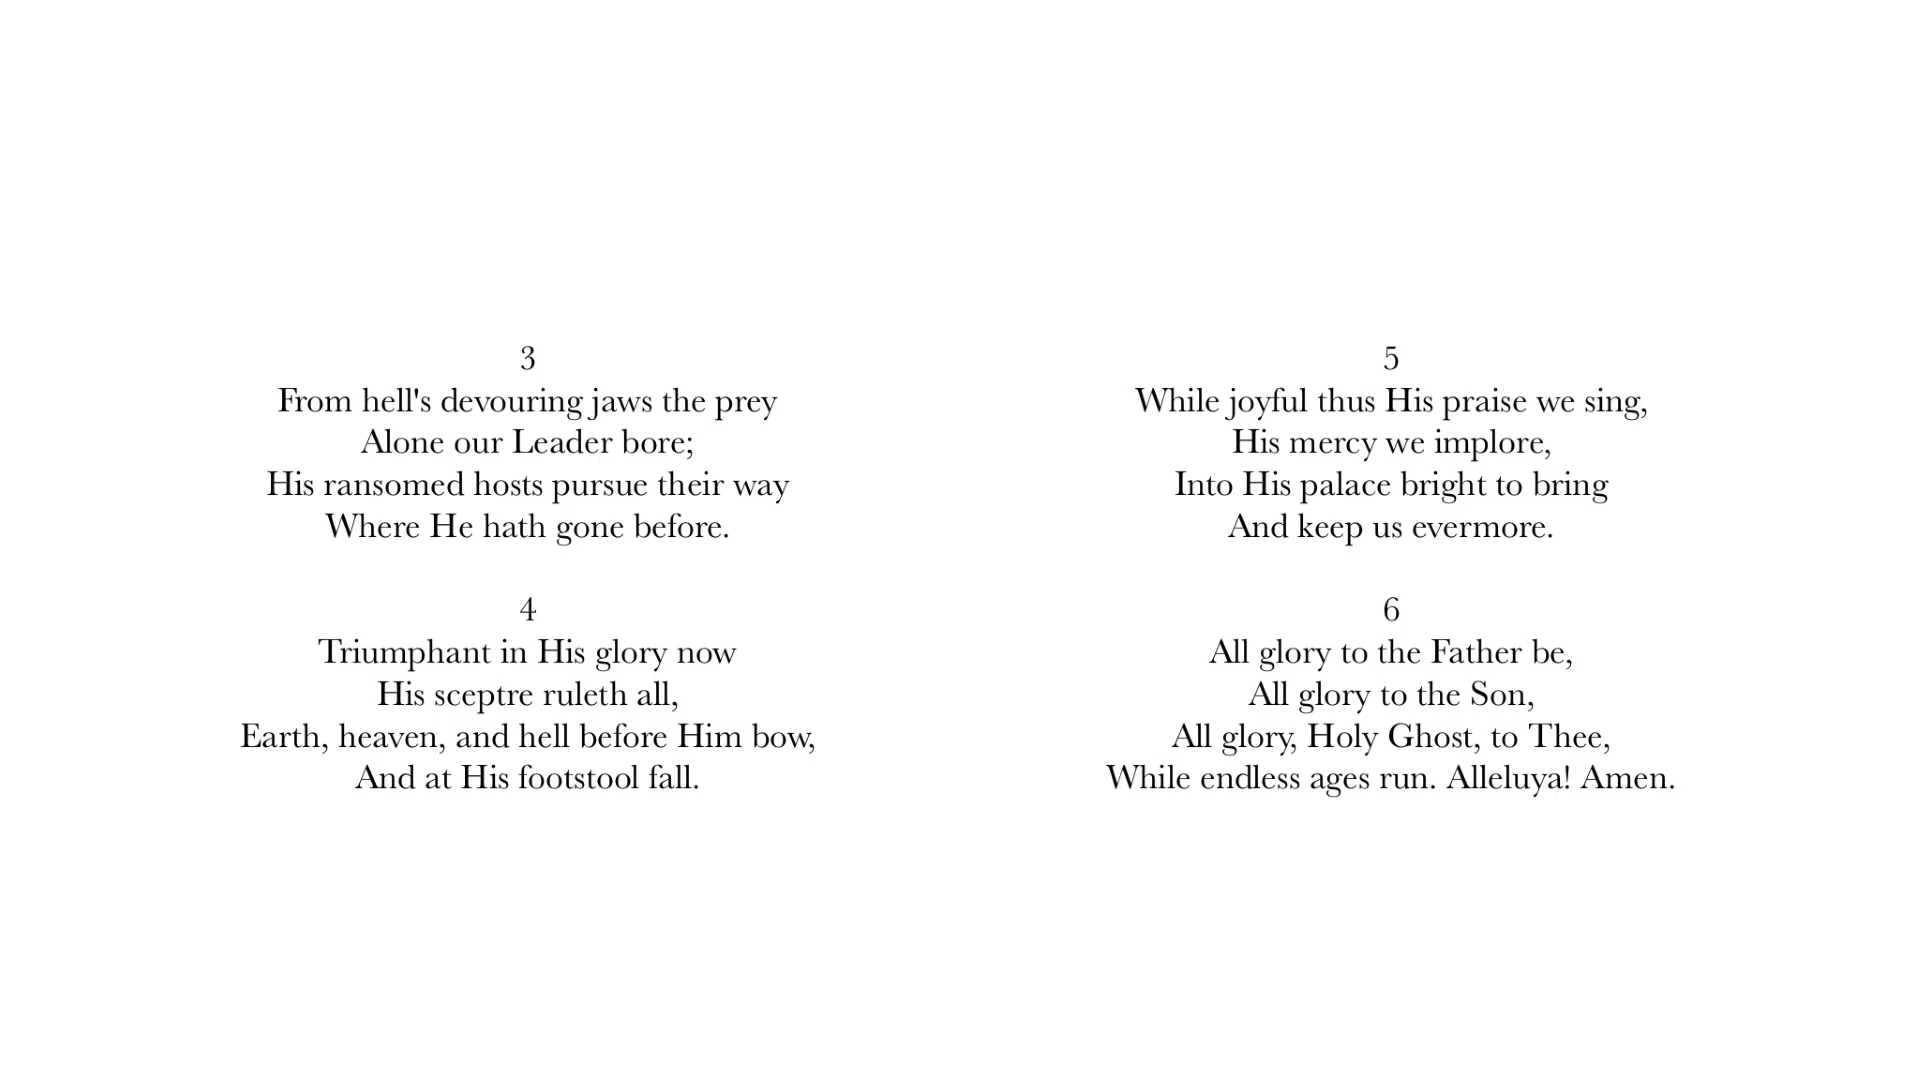 3
From hell's devouring jaws the prey
Alone our Leader bore;
His ransomed hosts pursue their way
Where He hath gone before.
4
Triumphant in His glory now
His sceptre ruleth all,
Earth, heaven, and hell before Him bow,
And at His footstool fall.
5
While joyful thus His praise we sing,
His mercy we implore,
Into His palace bright to bring
And keep us evermore.
6
All glory to the Father be,
All glory to the Son,
All glory, Holy Ghost, to Thee,
While endless ages run. Alleluya! Amen.